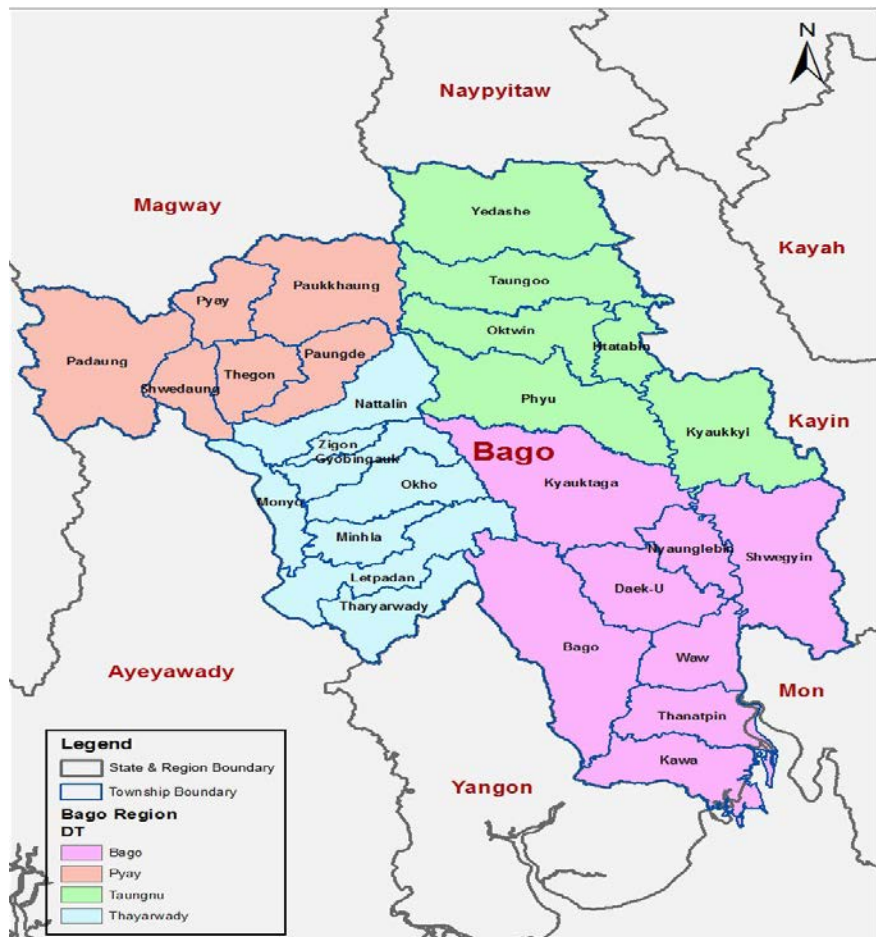 N
Naypyitaw
Magway
Yedashe
Kayah
Taungoo
Paukkhaung
Pyay
Oktwin
Htatabin
Paungde
Padaung
Thegon
Shwedaung
Phyu
Nattalin
Kayin
Kyaukkyi
Zigon
Bago
Gyobingauk
Okho
Kyauktaga
Monyo
Minhla
Nyaunglebin
Shwegyin
Letpadan
Daek-U
Tharyarwady
Bago
Waw
Ayeyawady
Mon
Thanatpin
Kawa
Yangon
Legend
State & Region Boundary
Township Boundary
Bago Region
DT
Bago
Pyay
Taungnu
Thayarwady